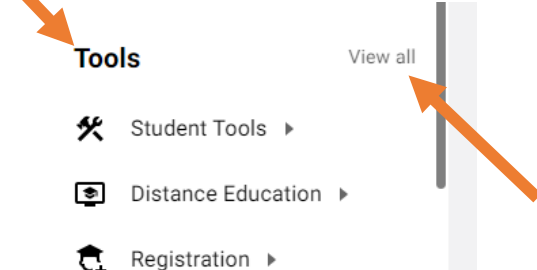 Tools View all
Student Tools
Distance Education
Registration